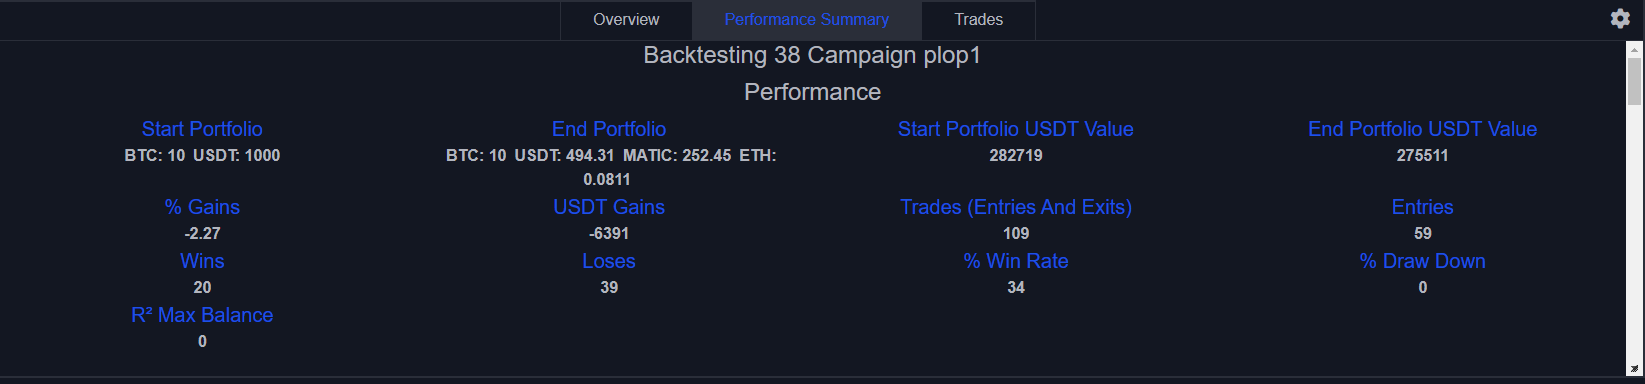 Overview Performance Summary Trades
Backtesting 38 Campaign plop1
Performance
Start Portfolio End Portfolio Start Portfolio USDT Value End Portfolio USDT Value
BTC: 10 USDT: 1000 BTC: 10 USDT: 494.31 MATIC: 252.45 ETH: 282719 275511
0.0811
% Gains USDT Gains Trades (Entries And Exits) Entries
-2.27 -6391 109 59
Wins Loses % Win Rate % Draw Down
20 39 34 0
R² Max Balance
0